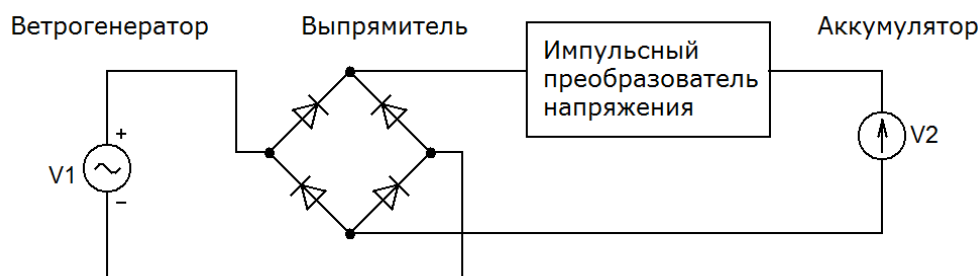 Ветрогенератор
Выпрямитель
Импульсный
преобразователь
напряжения
Аккумулятор
+
V1
−
V2